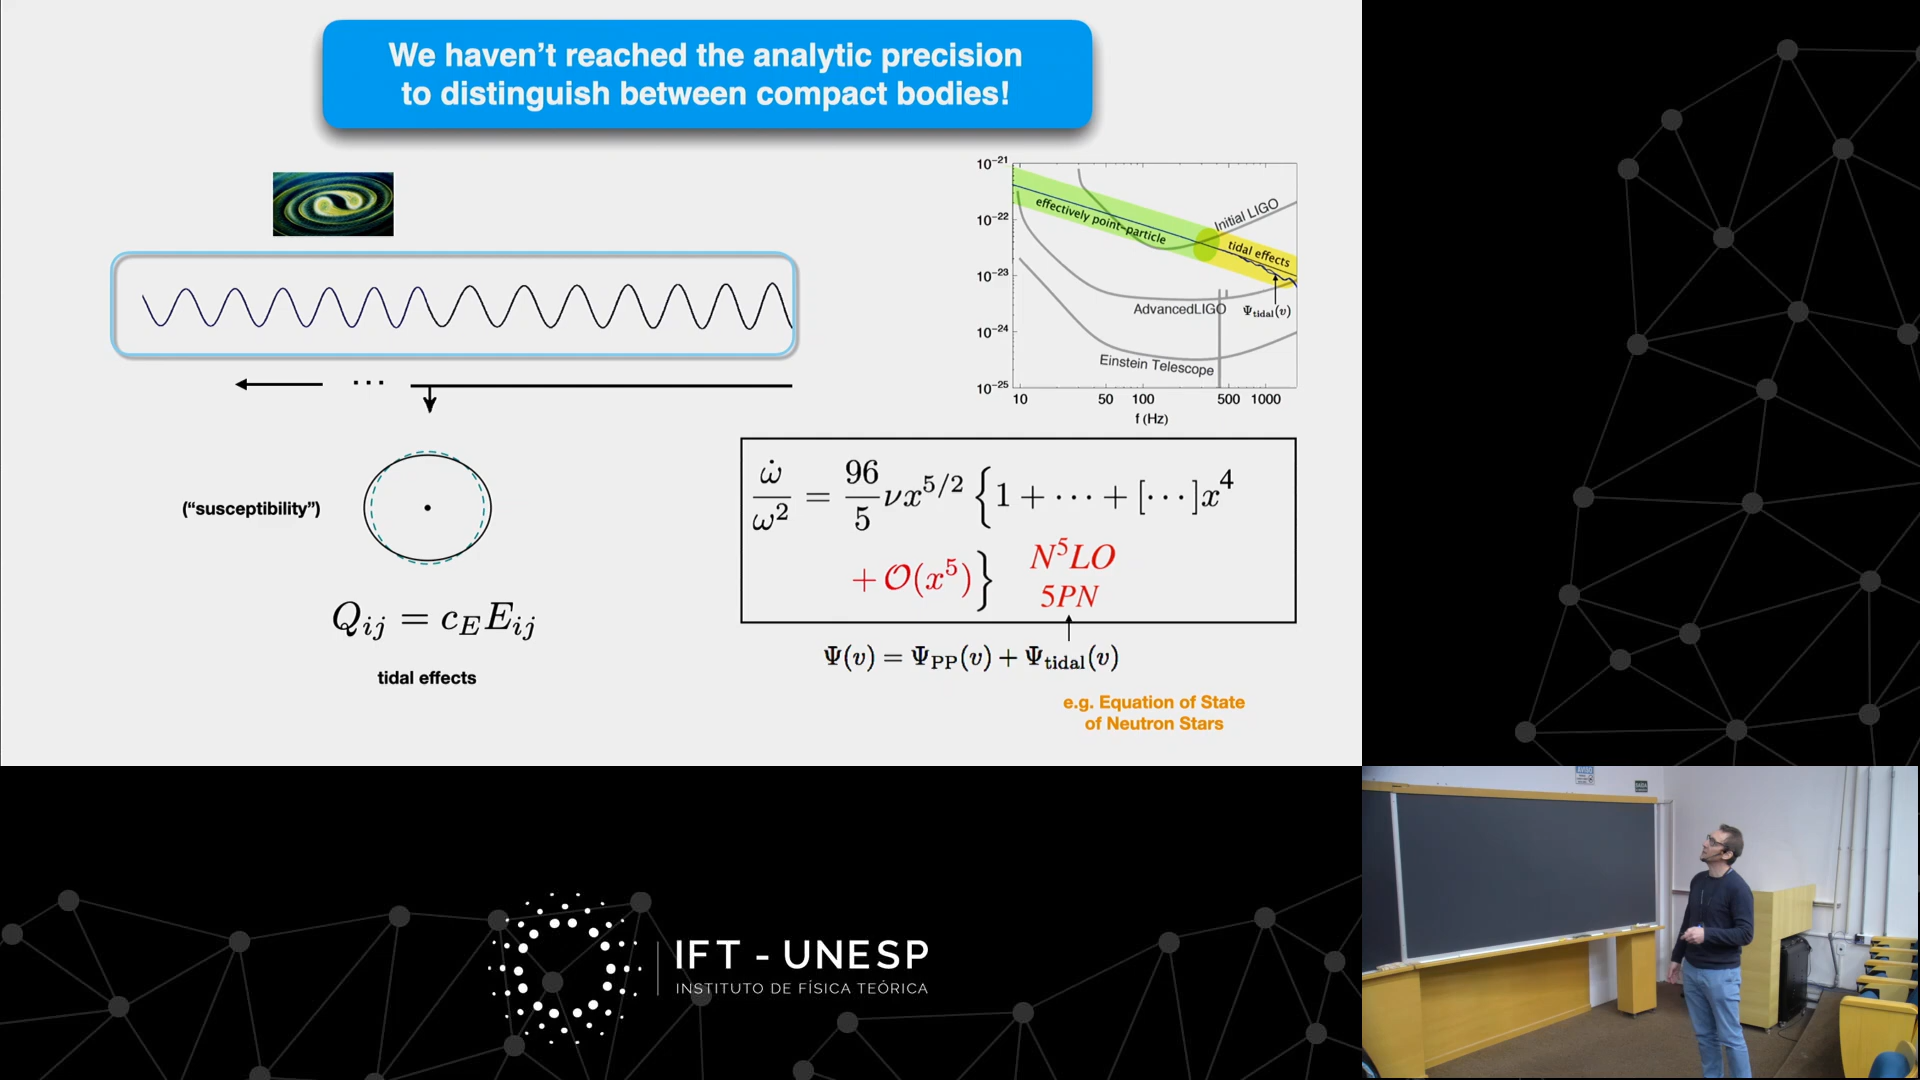 We haven’t reached the analytic precision
to distinguish between compact bodies!
10⁻²¹
10⁻²²
10⁻²³
10⁻²⁴
10⁻²⁵
effectively point-particle
Initial LIGO
tidal effects
AdvancedLIGO
Ψ_tidal(v)
Einstein Telescope
10 50 100 500 1000
f (Hz)
...
(“susceptibility”)
Q_ij = c_E E_ij
tidal effects
ω̇/ω² = 96/5 νx^{5/2} {1 + ··· + [···]x⁴
+ O(x⁵)} N⁵LO
5PN
Ψ(v) = Ψ_PP(v) + Ψ_tidal(v)
e.g. Equation of State
of Neutron Stars
IFT - UNESP
INSTITUTO DE FÍSICA TEÓRICA